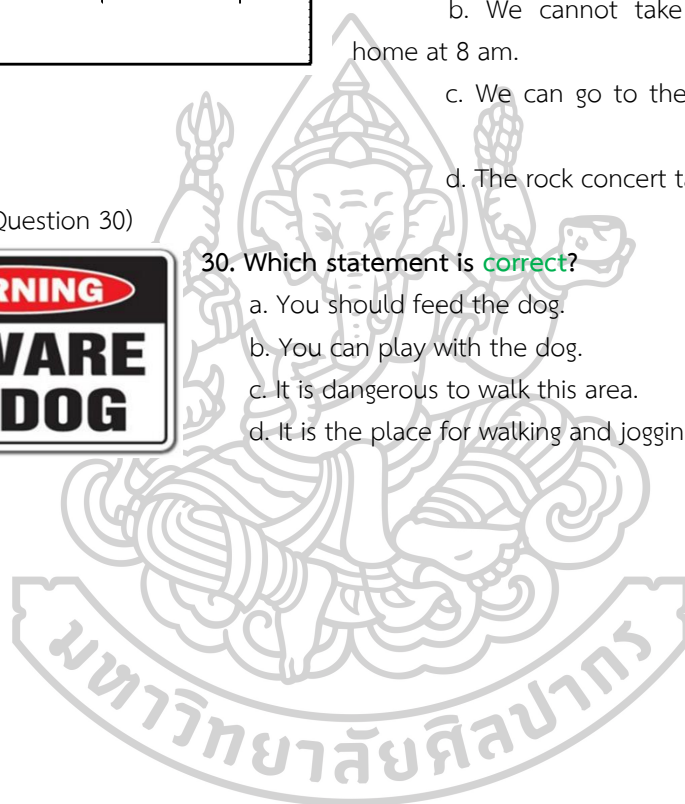 b. We cannot take
home at 8 am.
c. We can go to the
d. The rock concert
Question 30)
30. Which statement is correct?
WARE
DOG
a. You should feed the dog.
b. You can play with the dog.
c. It is dangerous to walk this area.
d. It is the place for walking and
มหาวิทยาลัยศิลปากร